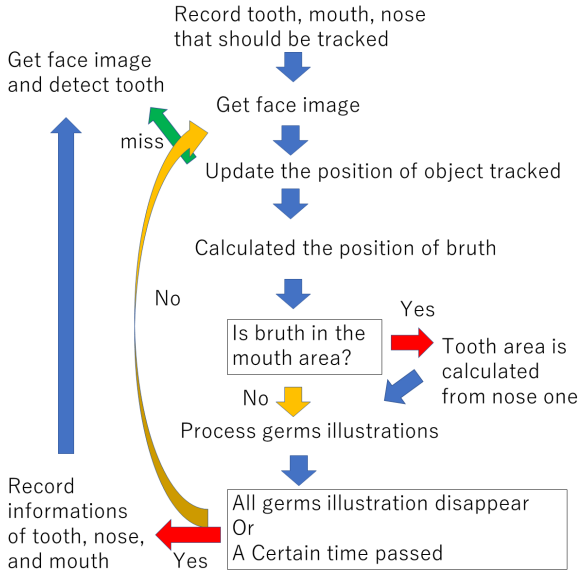 Record tooth, mouth, nose
that should be tracked
Get face image
and detect tooth
Get face image
miss
Update the position of object tracked
Calculated the position of bruth
No
Is bruth in the
mouth area?
Yes
Tooth area is
calculated
from nose one
No
Process germs illustrations
All germs illustration disappear
Or
A Certain time passed
Yes
Record
informations
of tooth, nose,
and mouth